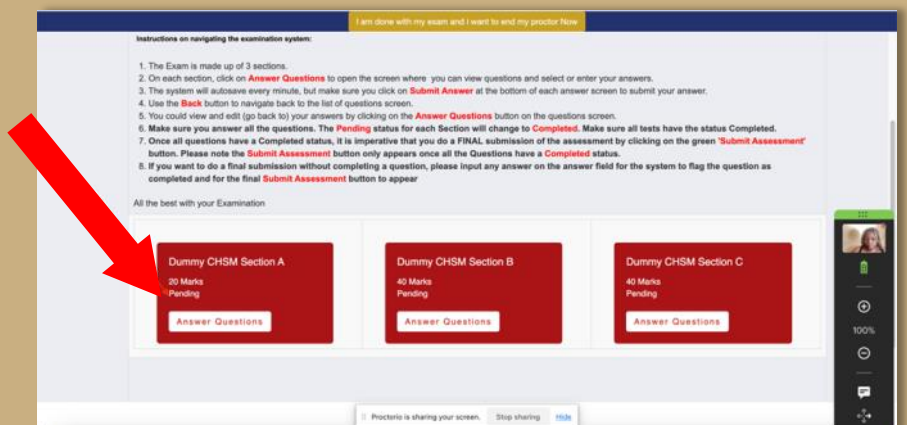 I am done with my exam and I want to end my proctor Now
Instructions on navigating the examination system:
1. The Exam is made up of 3 sections.
2. On each section, click on Answer Questions to open the screen where you can view questions and select or enter your answers.
3. The system will autosave every minute, but make sure you click on Submit Answer at the bottom of each answer screen to submit your answer.
4. Use the Back button to navigate back to the list of questions screen.
5. You could view and edit (go back to) your answers by clicking on the Answer Questions button on the questions screen.
6. Make sure you answer all the questions. The Pending status for each Section will change to Completed. Make sure all tests have the status Completed.
7. Once all questions have a Completed status, it is imperative that you do a FINAL submission of the assessment by clicking on the green 'Submit Assessment'
button. Please note the Submit Assessment button only appears once all the Questions have a Completed status.
8. If you want to do a final submission without completing a question, please input any answer on the answer field for the system to flag the question as
completed and for the final Submit Assessment button to appear
All the best with your Examination
Dummy CHSM Section A
20 Marks
Pending
Answer Questions
Dummy CHSM Section B
40 Marks
Pending
Answer Questions
Dummy CHSM Section C
40 Marks
Pending
Answer Questions
100%
Proctorio is sharing your screen. Stop sharing Hide